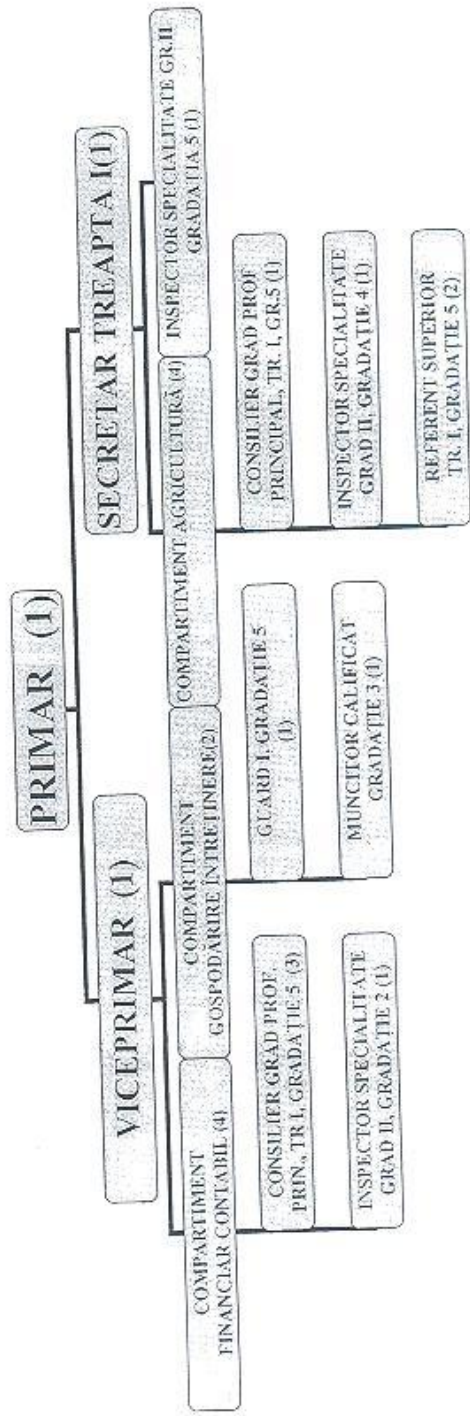 PRIMAR (1)
VICEPRIMAR (1)
SECRETAR TREAPTA I(1)
COMPARTIMENT
FINANCIAR CONTABIL (4)
COMPARTIMENT
GOSPODĂRIRE ÎNTREȚINERE(2)
COMPARTIMENT AGRICULTURĂ (4)
INSPECTOR SPECIALITATE GR.II
GRADAȚIA 5 (1)
CONSILIER GRAD PROF.
PRIN., TR I, GRADAȚIE 5 (3)
INSPECTOR SPECIALITATE
GRAD II, GRADAȚIE 2 (1)
GUARD I, GRADAȚIE 5
(1)
MUNCITOR CALIFICAT
GRADAȚIE 3 (1)
CONSILIER GRAD PROF
PRINCIPAL, TR. I, GR.5 (1)
INSPECTOR SPECIALITATE
GRAD II, GRADAȚIE 4 (1)
REFERENT SUPERIOR
TR. I, GRADAȚIE 5 (2)